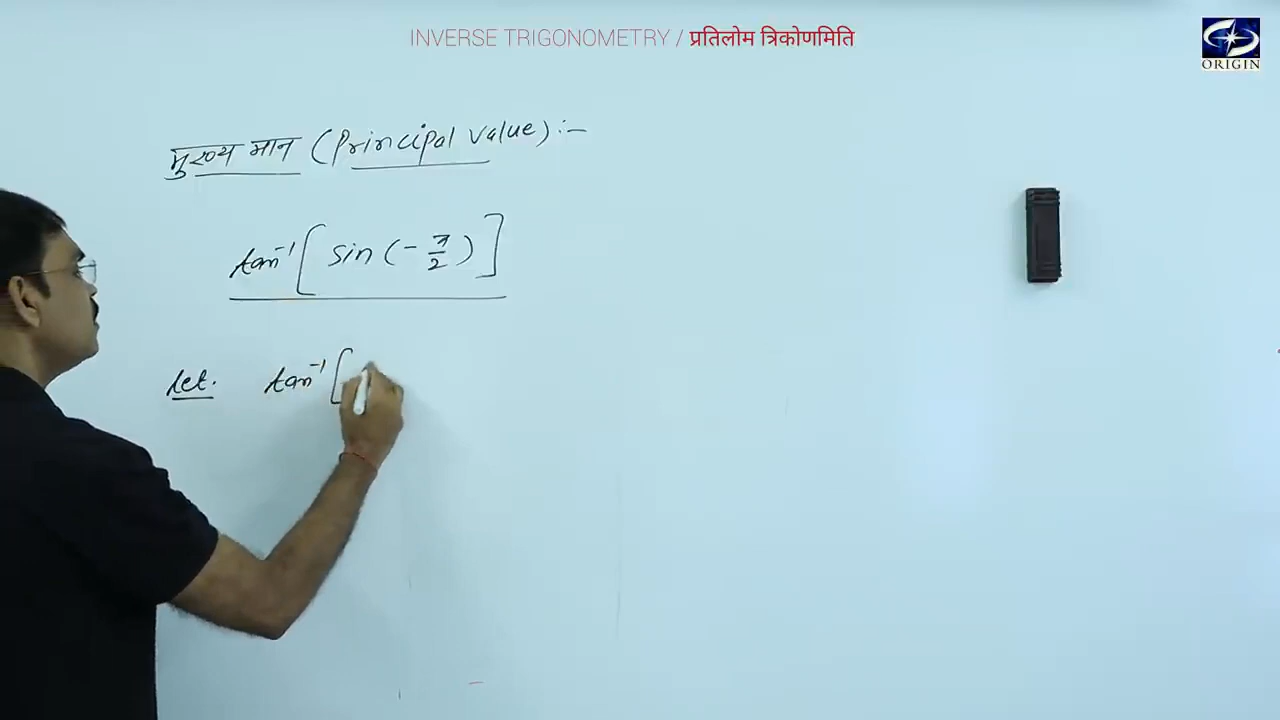 INVERSE TRIGONOMETRY / प्रतिलोम त्रिकोणमिति
ORIGIN
मुख्य मान (Principal Value):-
tan⁻¹[sin(-π/2)]
Let. tan⁻¹[